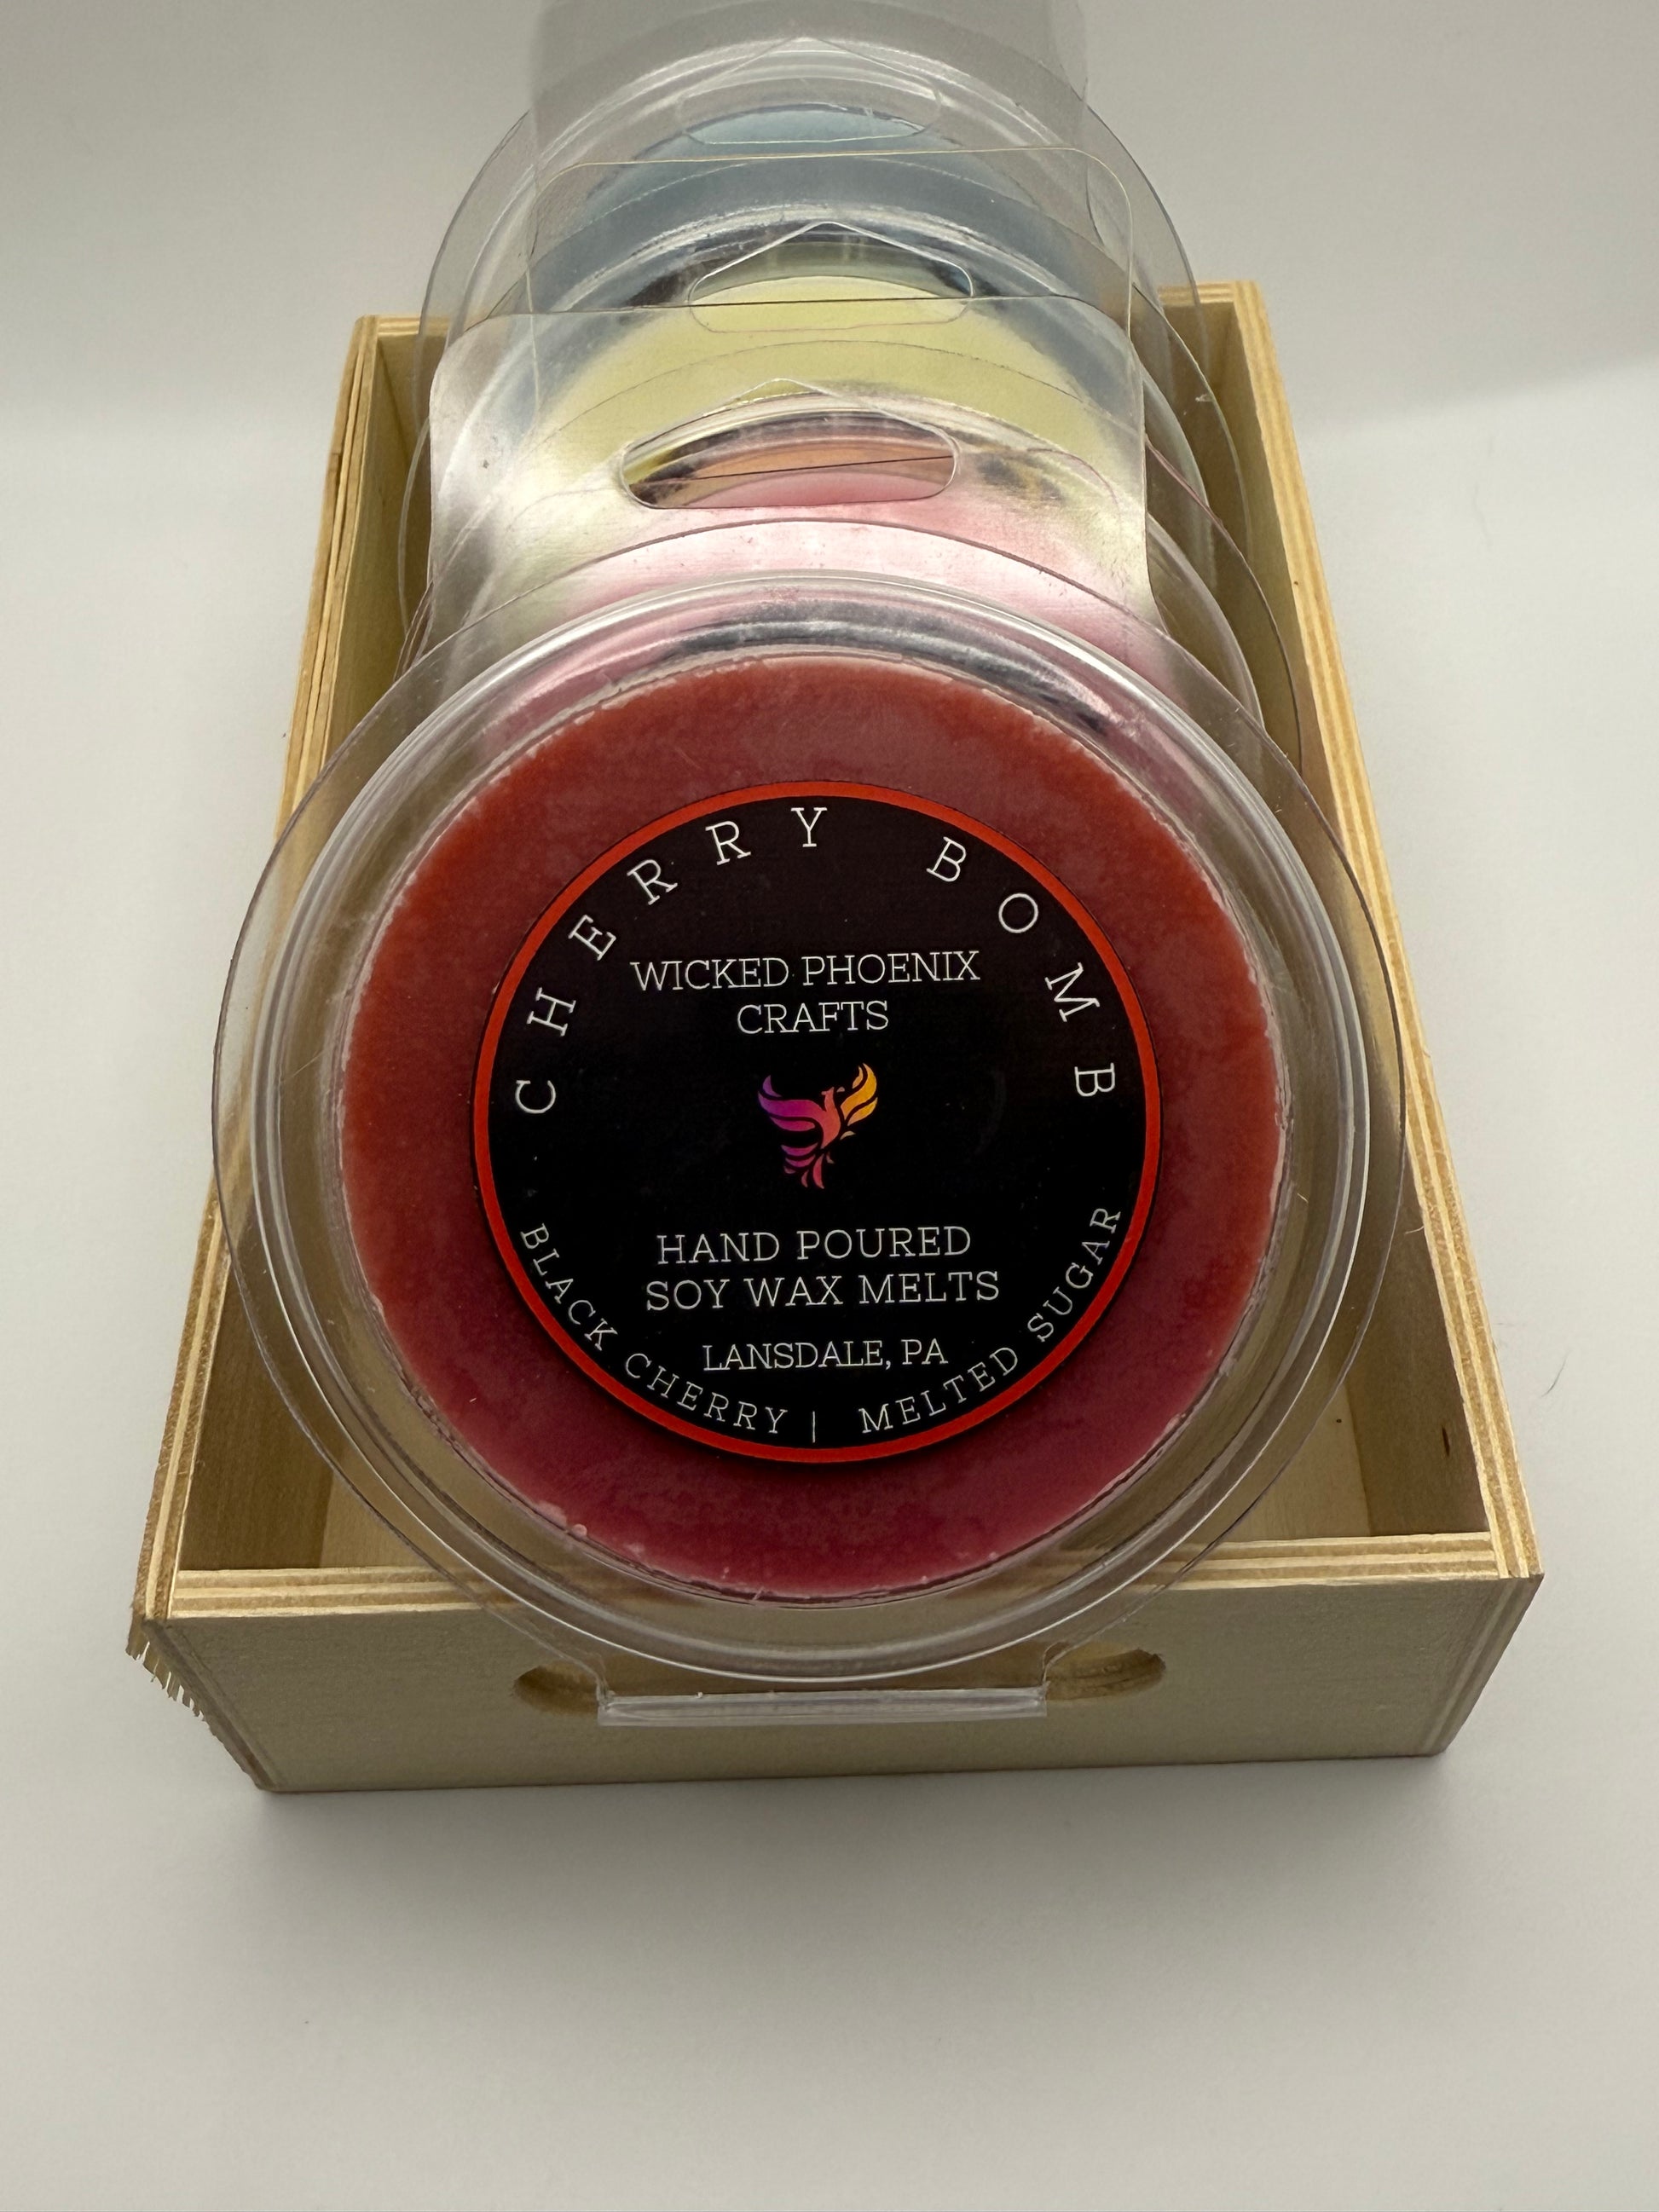 CHERRY BOMB
WICKED PHOENIX
CRAFTS
HAND POURED
SOY WAX MELTS
LANSDALE, PA
BLACK CHERRY | MELTED SUGAR